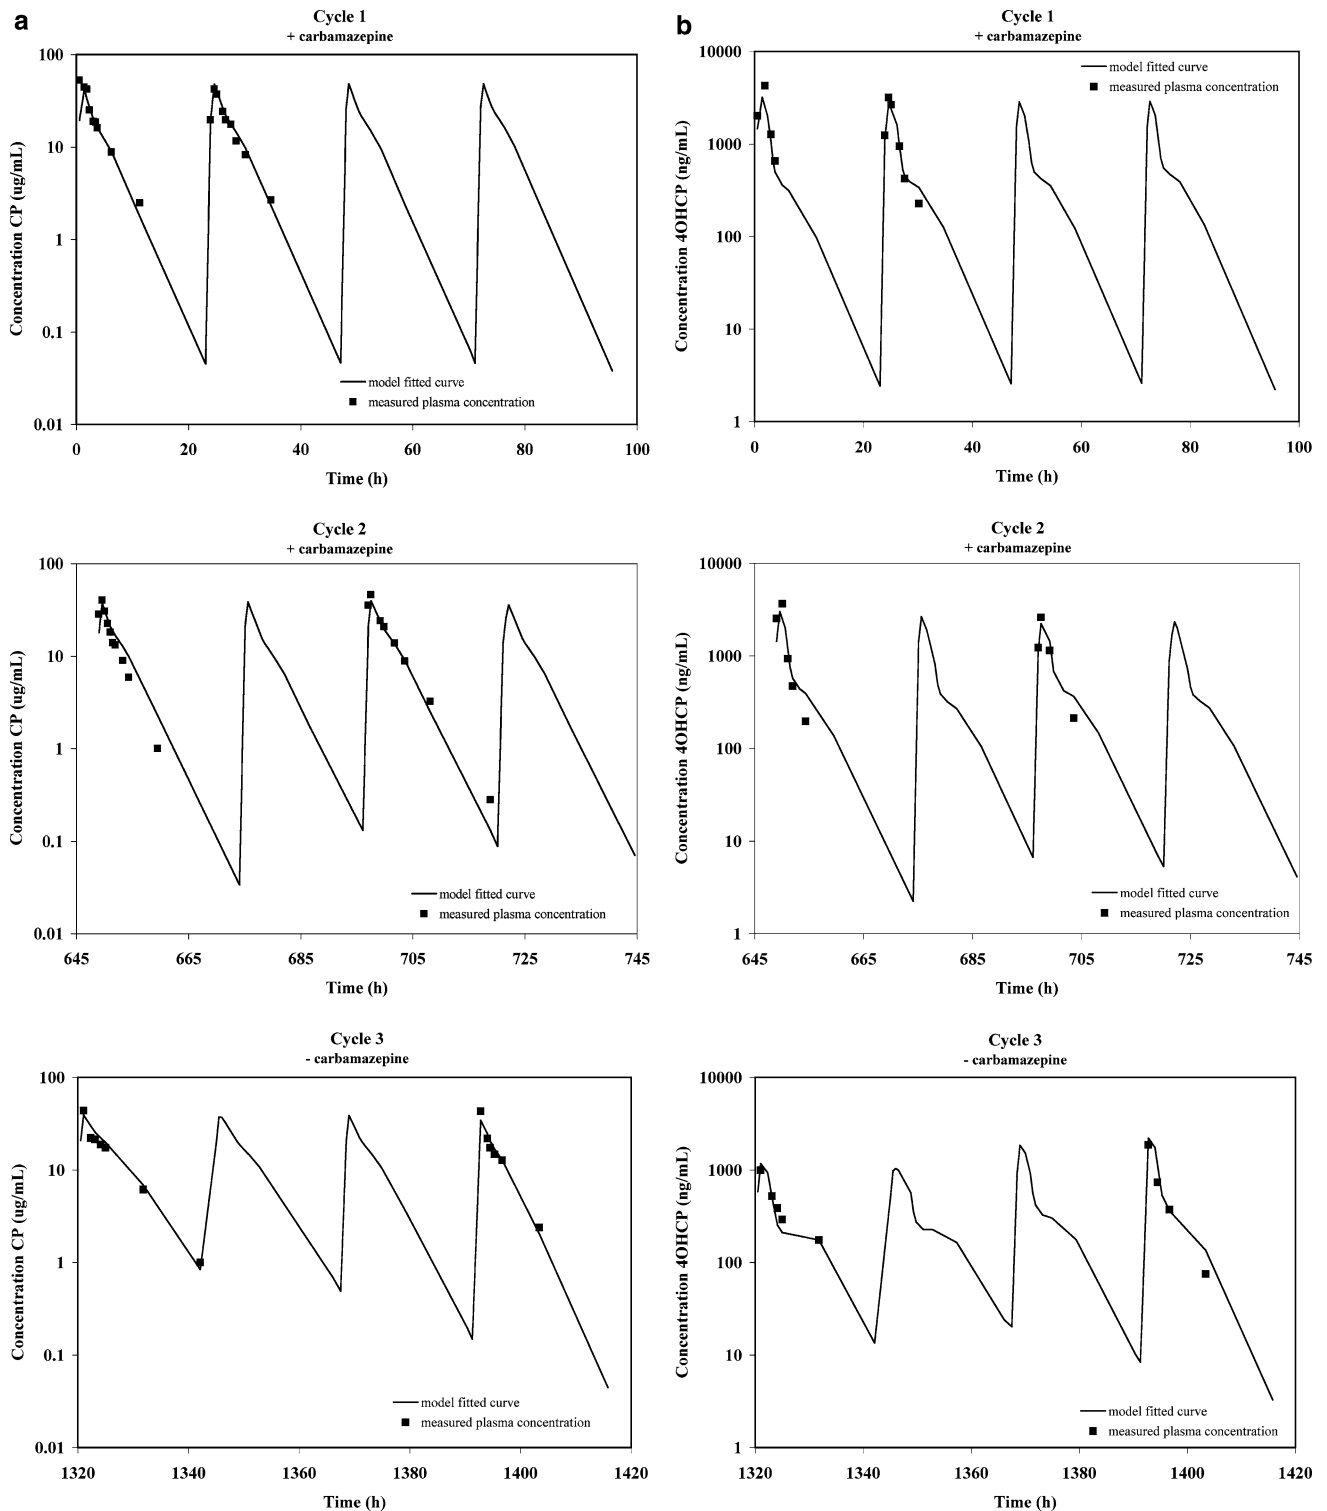 a
Cycle 1
+ carbamazepine
Concentration CP (ug/mL)
100
10
1
0.1
0.01
model fitted curve
measured plasma concentration
0 20 40 60 80 100
Time (h)
b
Cycle 1
+ carbamazepine
Concentration 4OHCP (ng/mL)
10000
1000
100
10
1
model fitted curve
measured plasma concentration
0 20 40 60 80 100
Time (h)
Cycle 2
+ carbamazepine
Concentration CP (ug/mL)
100
10
1
0.1
0.01
model fitted curve
measured plasma concentration
645 665 685 705 725 745
Time (h)
Cycle 2
+ carbamazepine
Concentration 4OHCP (ng/mL)
10000
1000
100
10
1
model fitted curve
measured plasma concentration
645 665 685 705 725 745
Time (h)
Cycle 3
- carbamazepine
Concentration CP (ug/mL)
100
10
1
0.1
0.01
model fitted curve
measured plasma concentration
1320 1340 1360 1380 1400 1420
Time (h)
Cycle 3
- carbamazepine
Concentration 4OHCP (ng/mL)
10000
1000
100
10
1
model fitted curve
measured plasma concentration
1320 1340 1360 1380 1400 1420
Time (h)